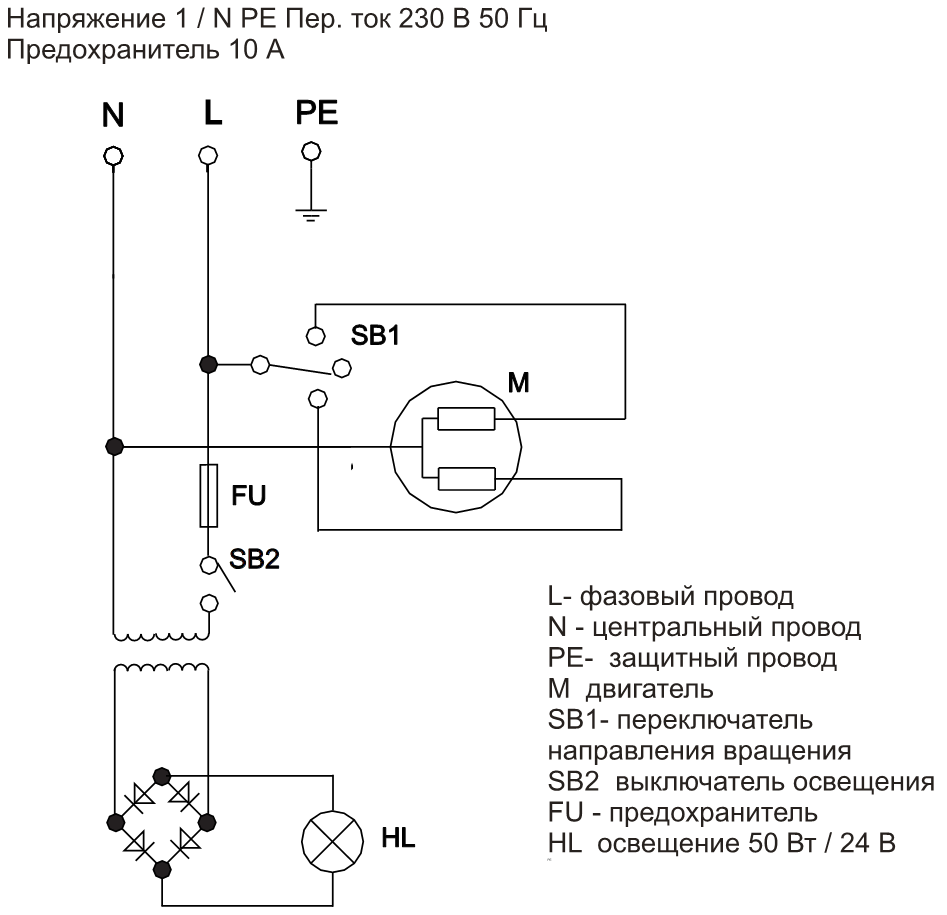 Напряжение 1 / N PE Пер. ток 230 В 50 Гц
Предохранитель 10 А
N L PE
SB1
M
FU
SB2
HL
L- фазовый провод
N - центральный провод
PE- защитный провод
M двигатель
SB1- переключатель
направления вращения
SB2 выключатель освещения
FU - предохранитель
HL освещение 50 Вт / 24 В